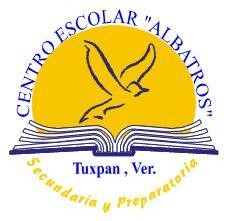 CENTRO ESCOLAR "ALBATROS"
Tuxpan , Ver.
Secundaria y Preparatoria